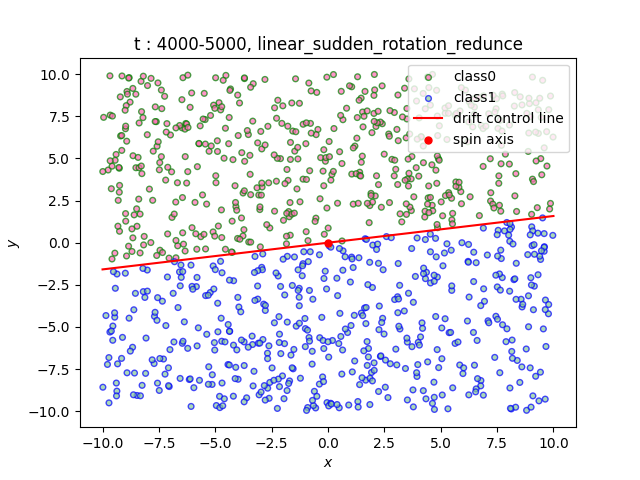 t : 4000-5000, linear_sudden_rotation_redunce
class0
class1
drift control line
spin axis
10.0
7.5
5.0
2.5
0.0
−2.5
−5.0
−7.5
−10.0
y
−10.0 −7.5 −5.0 −2.5 0.0 2.5 5.0 7.5 10.0
x